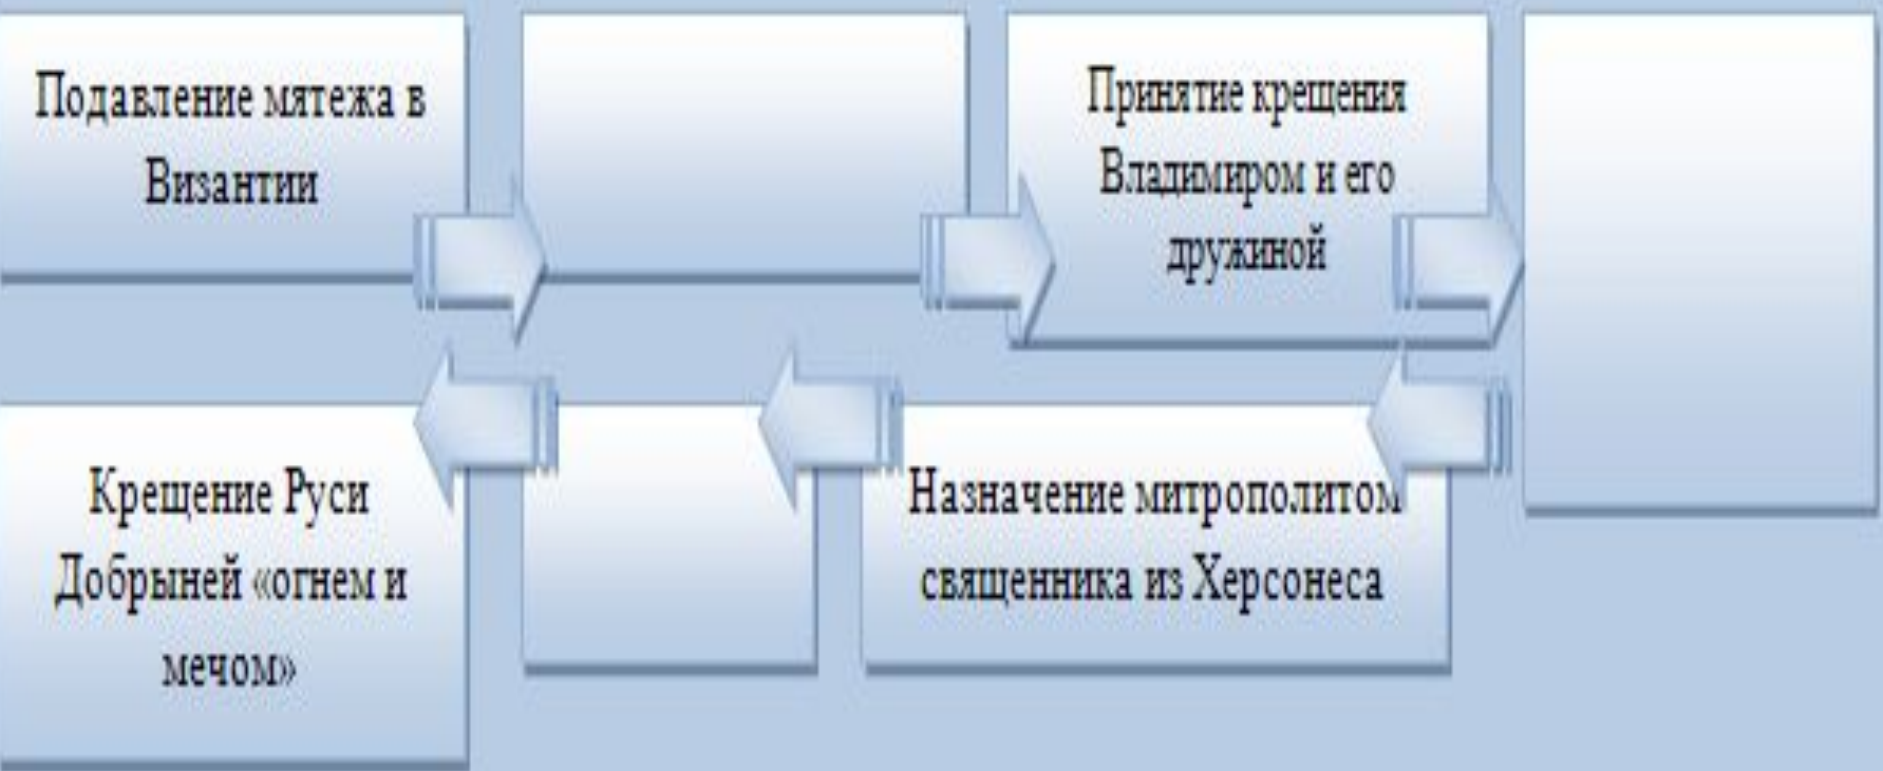 Подавление мятежа в
Византии
Принятие крещения
Владимиром и его
дружиной
Назначение митрополитом
священника из Херсонеса
Крещение Руси
Добрыней «огнем и
мечом»